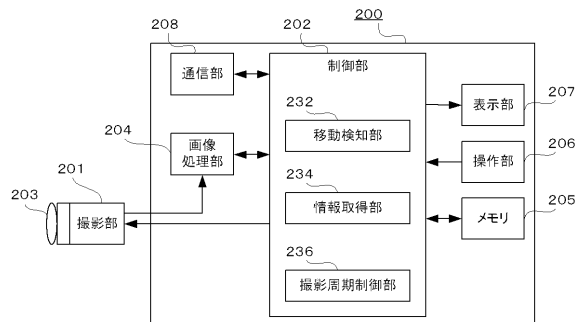 200
208
202
通信部
制御部
表示部
207
232
移動検知部
204
画像
処理部
操作部
206
201
203
撮影部
234
情報取得部
メモリ
205
236
撮影周期制御部